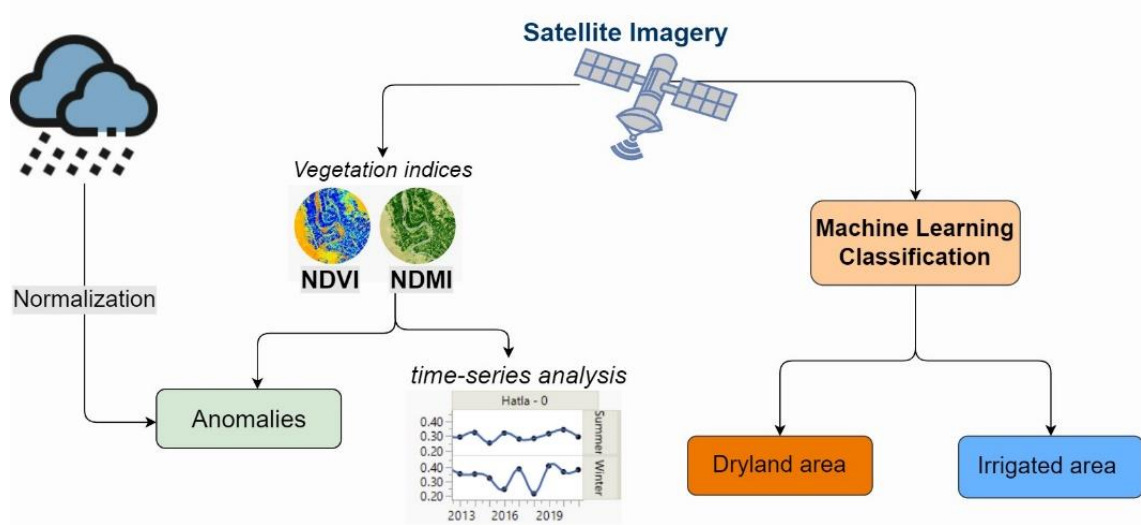 Satellite Imagery
Vegetation indices
NDVI NDMI
Machine Learning
Classification
Normalization
time-series analysis
Hatla - 0
Anomalies
0.40
0.30
0.20
Summer
0.40
0.30
0.20
Winter
2013 2016 2019
Dryland area
Irrigated area